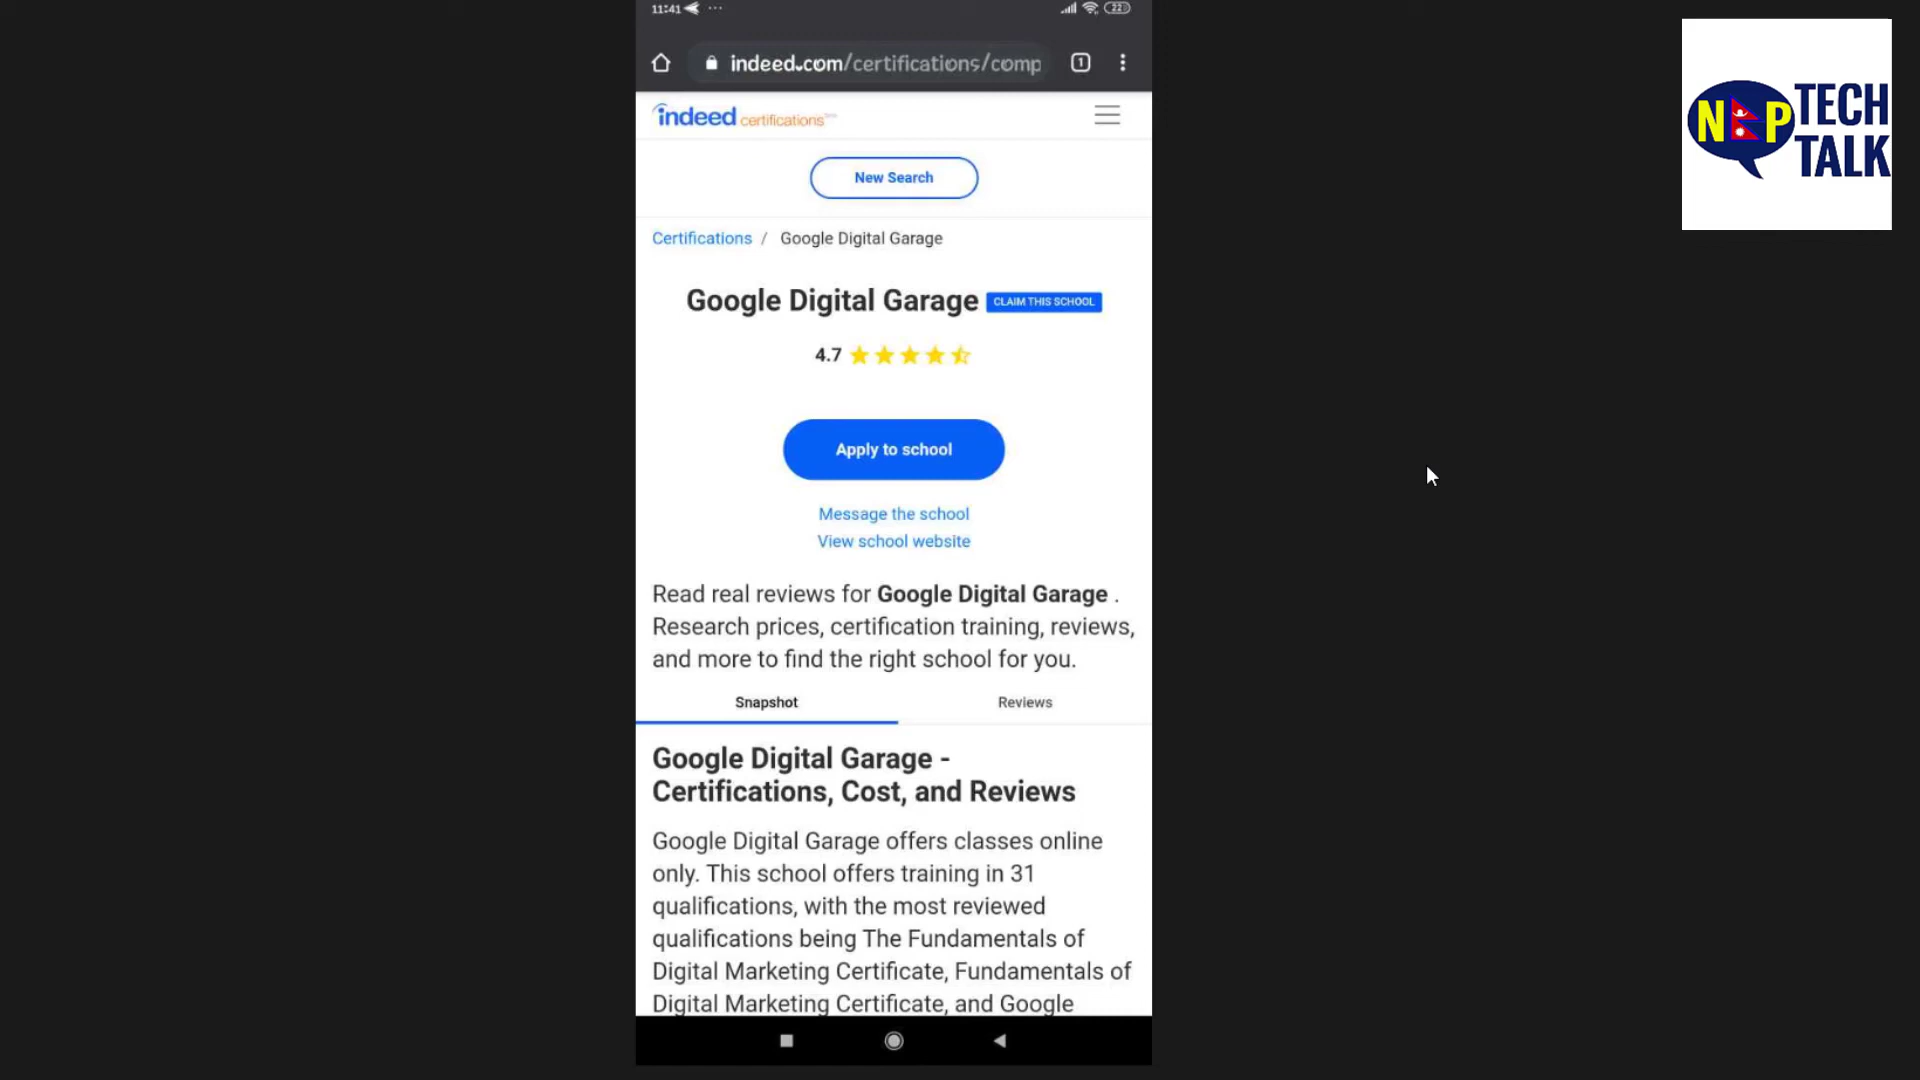 11:41
22
indeed.com/certifications/comp
1
indeed certifications
New Search
Certifications / Google Digital Garage
Google Digital Garage CLAIM THIS SCHOOL
4.7
Apply to school
Message the school
View school website
Read real reviews for Google Digital Garage .
Research prices, certification training, reviews,
and more to find the right school for you.
Snapshot Reviews
Google Digital Garage -
Certifications, Cost, and Reviews
Google Digital Garage offers classes online
only. This school offers training in 31
qualifications, with the most reviewed
qualifications being The Fundamentals of
Digital Marketing Certificate, Fundamentals of
Digital Marketing Certificate, and Google
NEP TECH
TALK